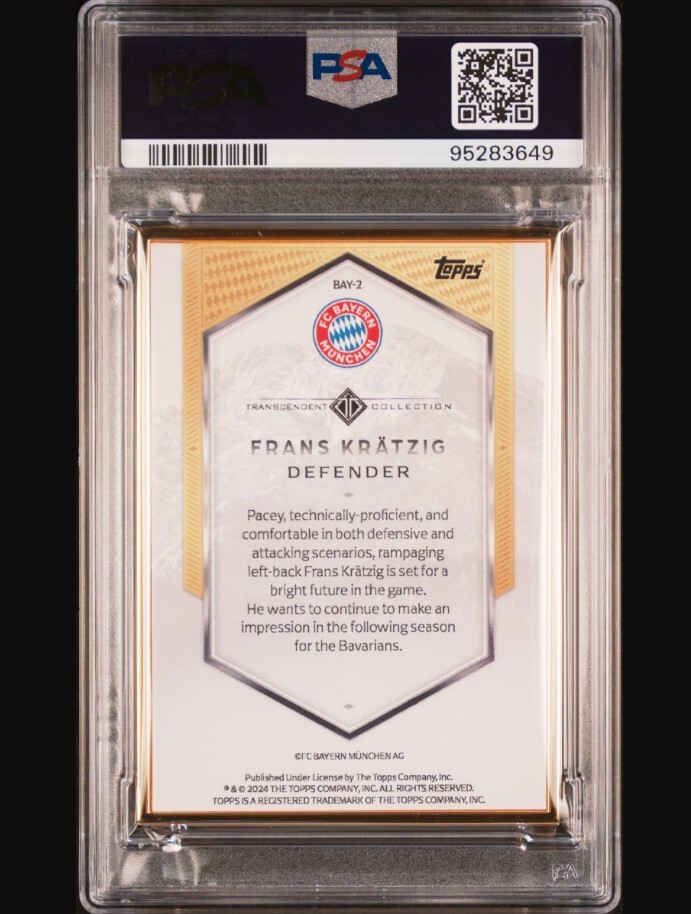 PSA
PSA
95283649
Topps
BAY-2
FC BAYERN
MÜNCHEN
TRANSCENDENT COLLECTION
FRANS KRÄTZIG
DEFENDER
Pacey, technically-proficient, and
comfortable in both defensive and
attacking scenarios, rampaging
left-back Frans Krätzig is set for a
bright future in the game.
He wants to continue to make an
impression in the following season
for the Bavarians.
©FC BAYERN MÜNCHEN AG
Published Under License by The Topps Company, Inc.
® & © 2024 THE TOPPS COMPANY, INC. ALL RIGHTS RESERVED.
TOPPS IS A REGISTERED TRADEMARK OF THE TOPPS COMPANY, INC.
PSA